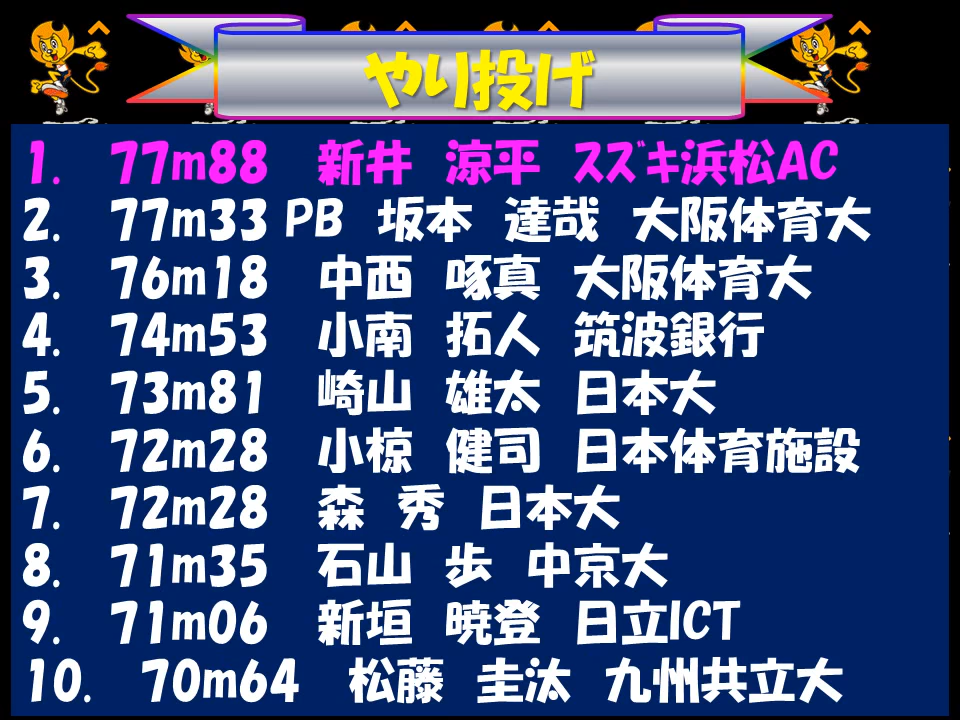 やり投げ
1. 77m88 新井 涼平 スズキ浜松AC
2. 77m33 PB 坂本 達哉 大阪体育大
3. 76m18 中西 啄真 大阪体育大
4. 74m53 小南 拓人 筑波銀行
5. 73m81 崎山 雄太 日本大
6. 72m28 小椋 健司 日本体育施設
7. 72m28 森 秀 日本大
8. 71m35 石山 歩 中京大
9. 71m06 新垣 暁登 日立ICT
10. 70m64 松藤 圭汰 九州共立大